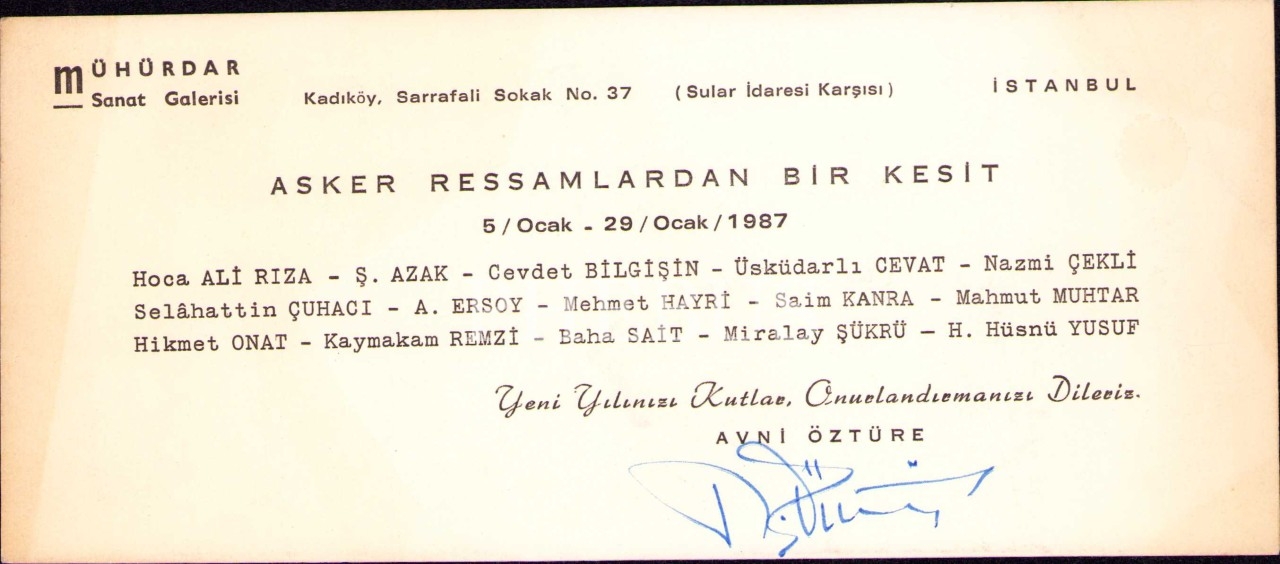 mÜHÜRDAR
Sanat Galerisi
Kadıköy, Sarrafali Sokak No. 37 (Sular İdaresi Karşısı) İSTANBUL
ASKER RESSAMLARDAN BİR KESİT
5/Ocak - 29/Ocak/1987
Hoca ALİ RIZA - Ş. AZAK - Cevdet BİLGİŞİN - Üsküdarlı CEVAT - Nazmi ÇEKLİ
Selâhattin ÇUHACI - A. ERSOY - Mehmet HAYRİ - Saim KANRA - Mahmut MUHTAR
Hikmet ONAT - Kaymakam REMZİ - Baha SAİT - Miralay ŞÜKRÜ - H. Hüsnü YUSUF
Yeni Yılınızı Kutlar, Onurlandırmanızı Dileriz.
AVNİ ÖZTÜRE